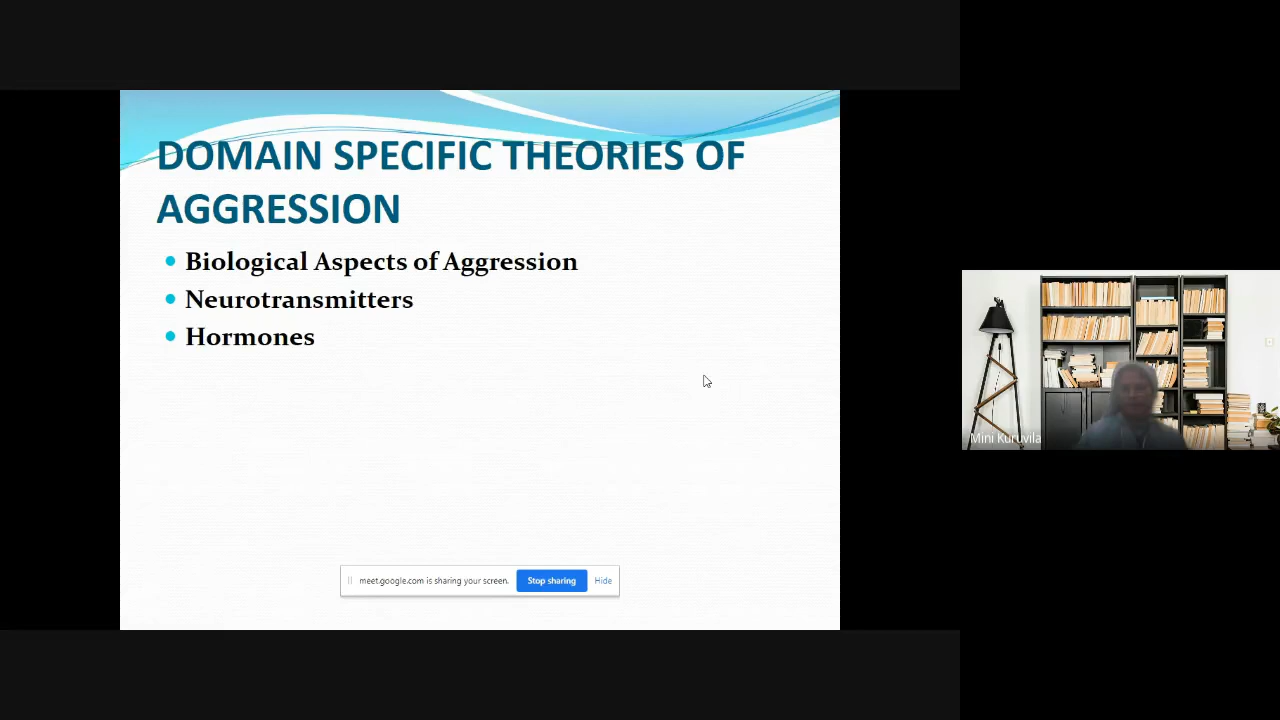 DOMAIN SPECIFIC THEORIES OF
AGGRESSION
Biological Aspects of Aggression
Neurotransmitters
Hormones
meet.google.com is sharing your screen.
Stop sharing
Hide
Mini Kuruvila